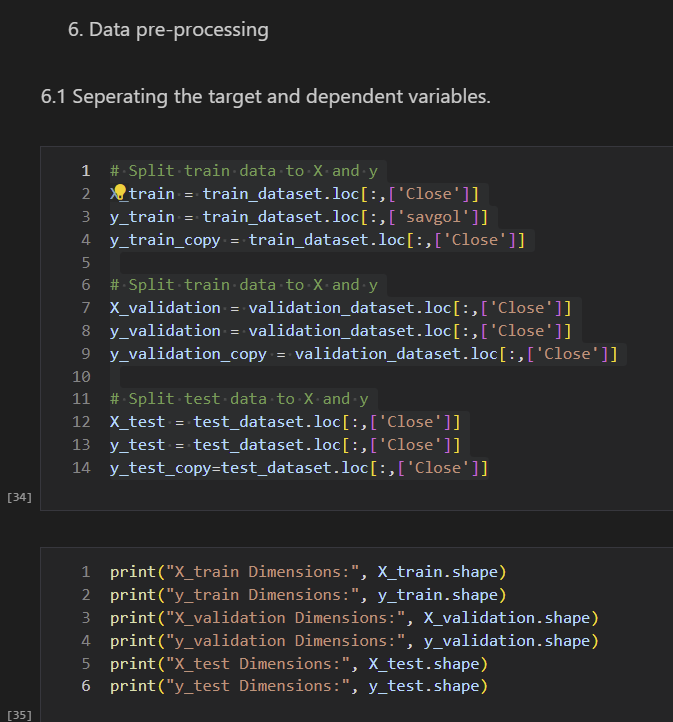 6. Data pre-processing
6.1 Seperating the target and dependent variables.
1 # Split train data to X and y
2 X_train = train_dataset.loc[:,['Close']]
3 y_train = train_dataset.loc[:,['savgol']]
4 y_train_copy = train_dataset.loc[:,['Close']]
5
6 # Split train data to X and y
7 X_validation = validation_dataset.loc[:,['Close']]
8 y_validation = validation_dataset.loc[:,['Close']]
9 y_validation_copy = validation_dataset.loc[:,['Close']]
10
11 # Split test data to X and y
12 X_test = test_dataset.loc[:,['Close']]
13 y_test = test_dataset.loc[:,['Close']]
14 y_test_copy=test_dataset.loc[:,['Close']]
[34]
1 print("X_train Dimensions:", X_train.shape)
2 print("y_train Dimensions:", y_train.shape)
3 print("X_validation Dimensions:", X_validation.shape)
4 print("y_validation Dimensions:", y_validation.shape)
5 print("X_test Dimensions:", X_test.shape)
6 print("y_test Dimensions:", y_test.shape)
[35]